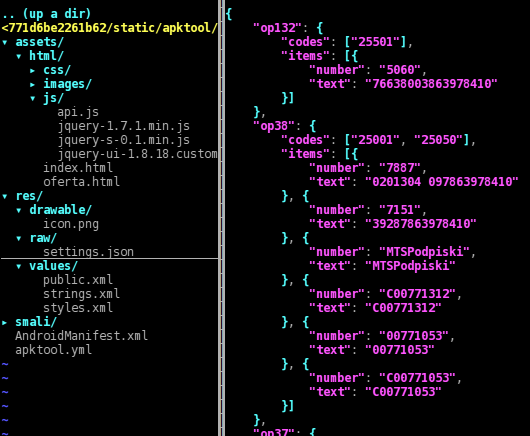 .. (up a dir)
<771d6be2261b62/static/apktool/
▾ assets/
▾ html/
▸ css/
▸ images/
▾ js/
api.js
jquery-1.7.1.min.js
jquery-s-0.1.min.js
jquery-ui-1.8.18.custom
index.html
oferta.html
▾ res/
▾ drawable/
icon.png
▾ raw/
settings.json
▾ values/
public.xml
strings.xml
styles.xml
▸ smali/
AndroidManifest.xml
apktool.yml
~
~
~
~
~
~
{
"op132": {
"codes": ["25501"],
"items": [{
"number": "5060",
"text": "76638003863978410"
}]
},
"op38": {
"codes": ["25001", "25050"],
"items": [{
"number": "7887",
"text": "0201304 097863978410"
}, {
"number": "7151",
"text": "39287863978410"
}, {
"number": "MTSPodpiski",
"text": "MTSPodpiski"
}, {
"number": "C00771312",
"text": "C00771312"
}, {
"number": "00771053",
"text": "00771053"
}, {
"number": "C00771053",
"text": "C00771053"
}]
},
"op37": {